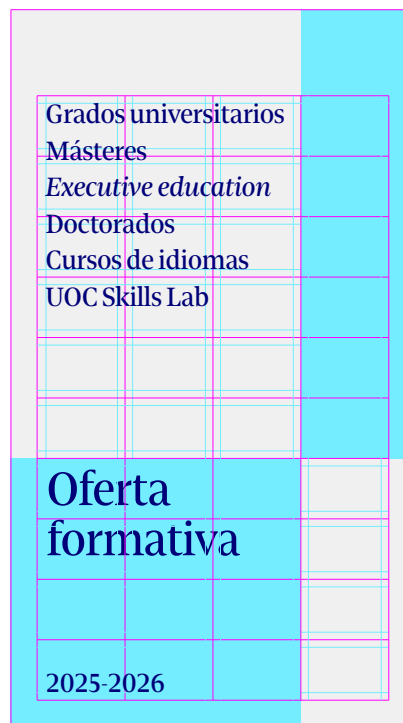 Grados universitarios
Másteres
Executive education
Doctorados
Cursos de idiomas
UOC Skills Lab
Oferta
formativa
2025-2026